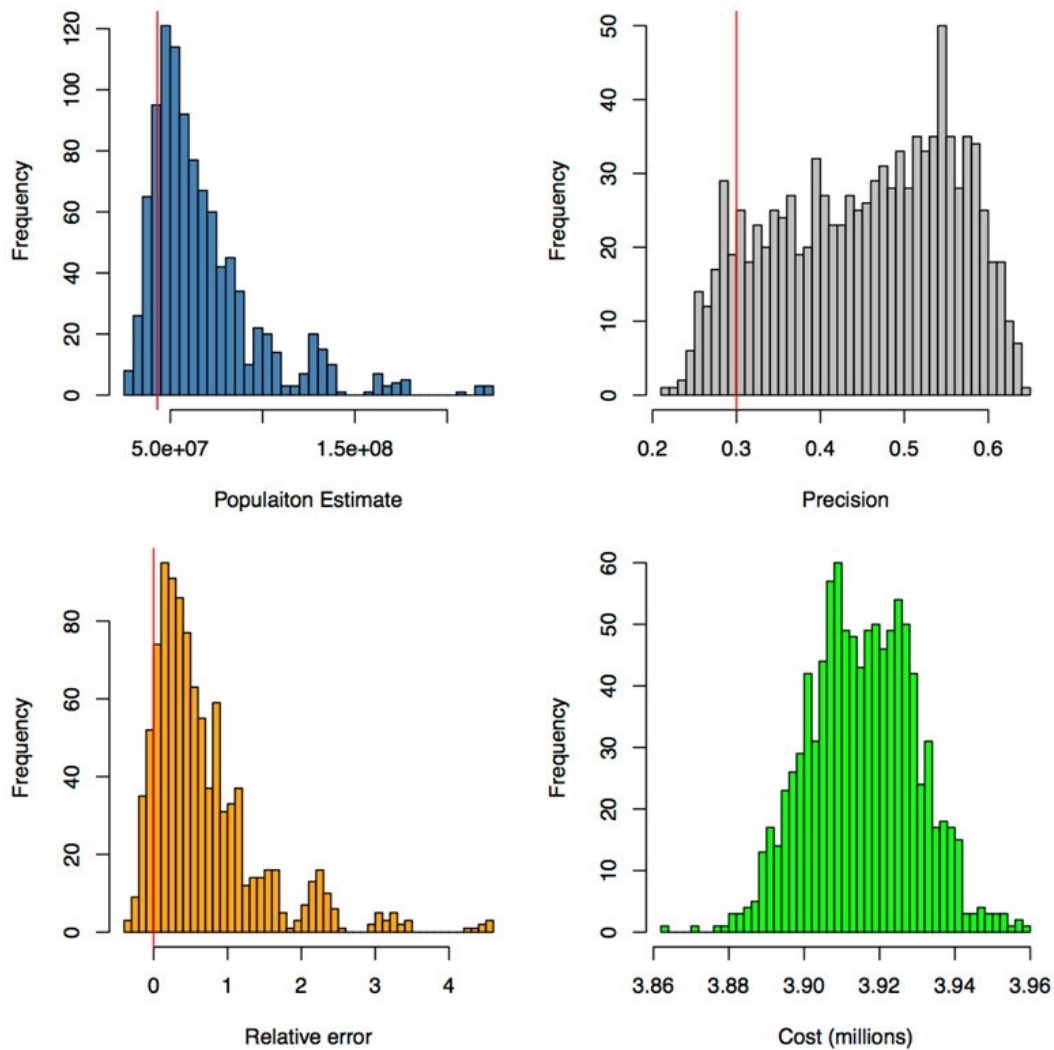 Frequency
0 20 40 60 80 100 120
5.0e+07 1.5e+08
Populaiton Estimate
Frequency
0 10 20 30 40 50
0.2 0.3 0.4 0.5 0.6
Precision
Frequency
0 20 40 60 80
0 1 2 3 4
Relative error
Frequency
0 10 20 30 40 50 60
3.86 3.88 3.90 3.92 3.94 3.96
Cost (millions)